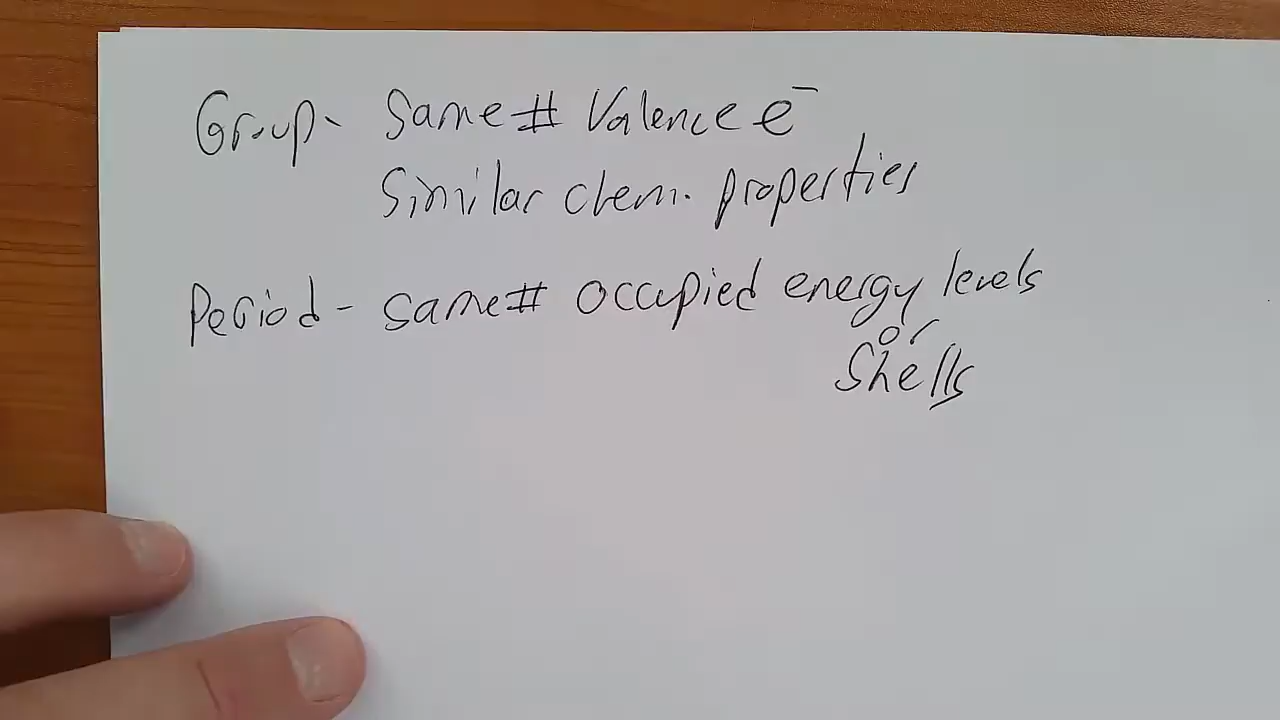 Group- Same # Valence e⁻
Similar chem. properties
Period - same # occupied energy levels
or
Shells